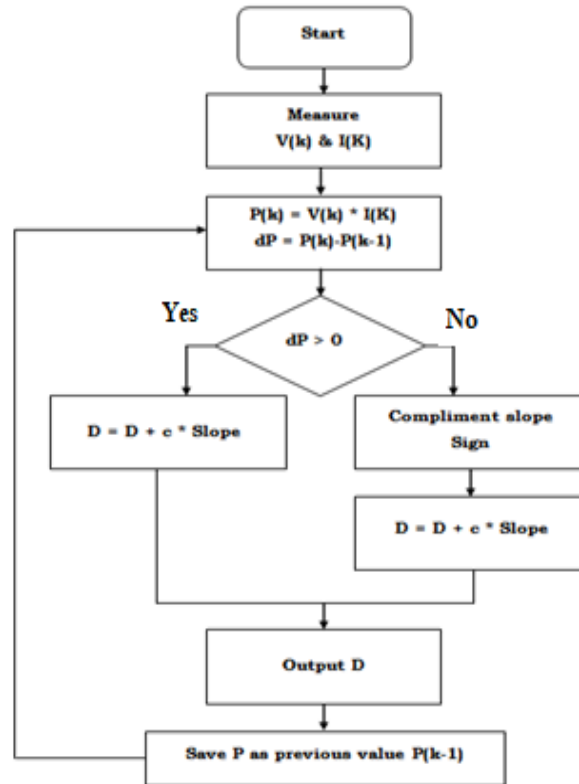 Start
Measure
V(k) & I(K)
P(k) = V(k) * I(K)
dP = P(k)-P(k-1)
Yes
No
dP > 0
D = D + c * Slope
Compliment slope
Sign
D = D + c * Slope
Output D
Save P as previous value P(k-1)